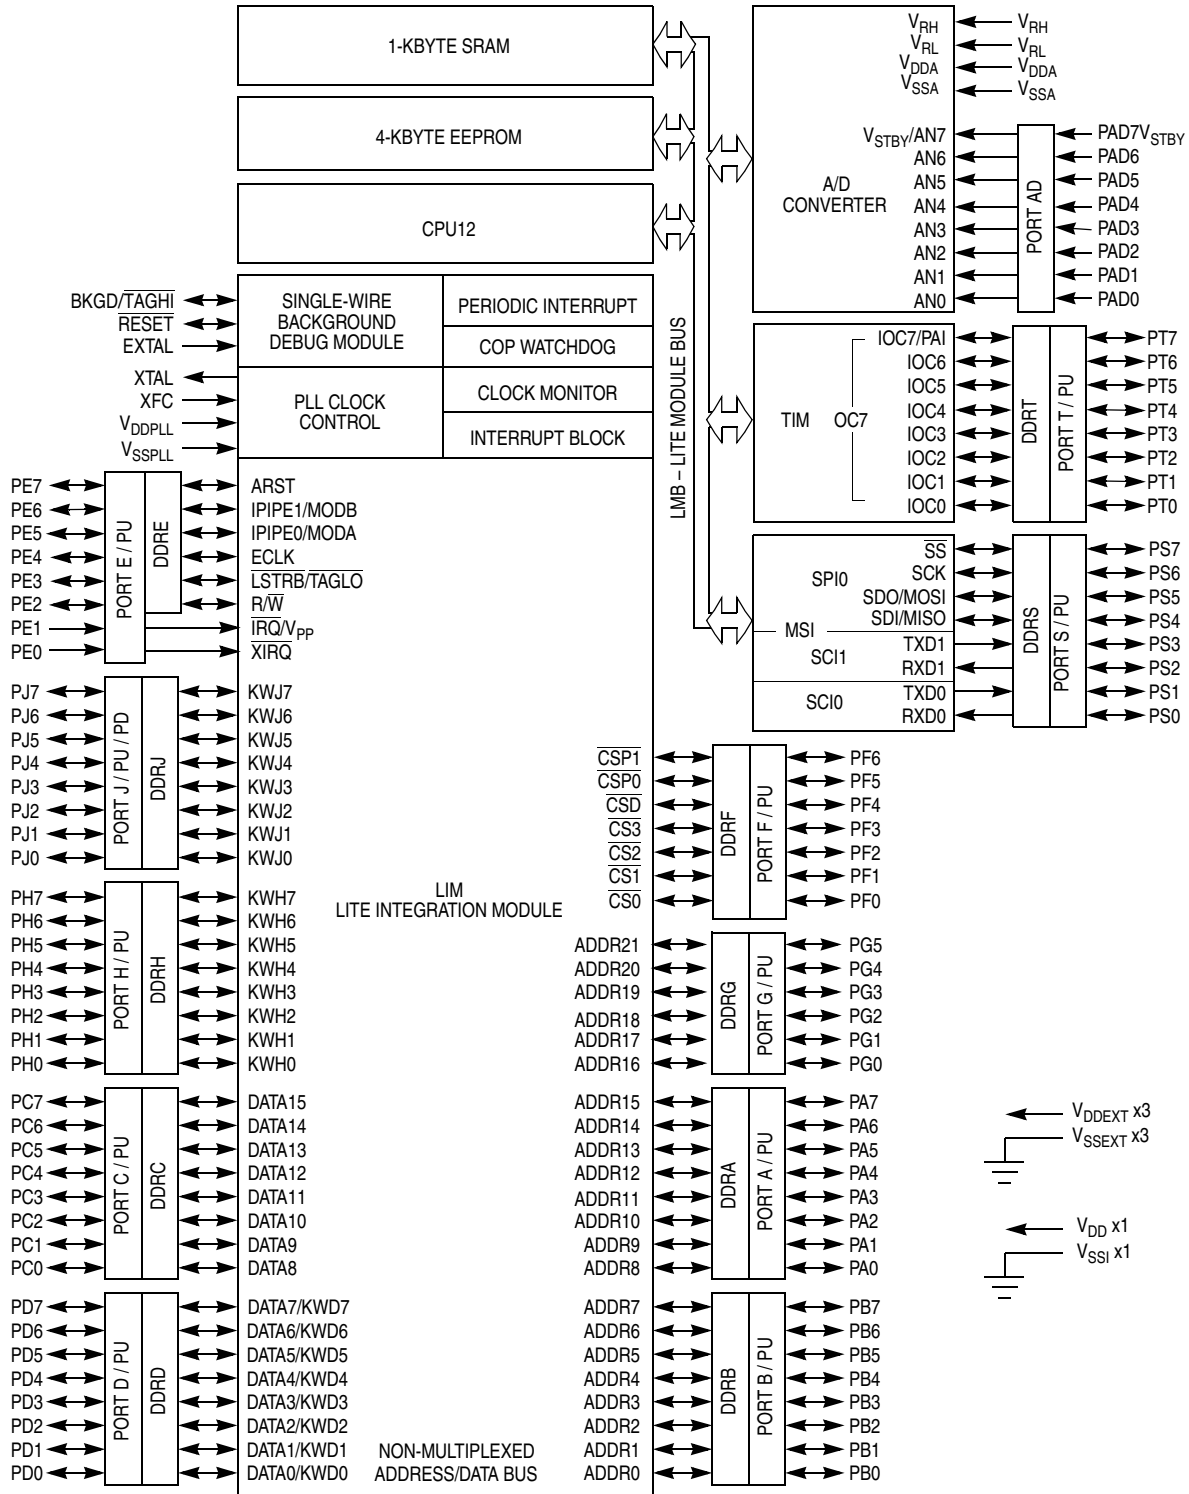 1-KBYTE SRAM
4-KBYTE EEPROM
CPU12
BKGD/TAGHI
RESET
EXTAL
XTAL
XFC
VDDPLL
VSSPLL
SINGLE-WIRE
BACKGROUND
DEBUG MODULE
PERIODIC INTERRUPT
COP WATCHDOG
PLL CLOCK
CONTROL
CLOCK MONITOR
INTERRUPT BLOCK
LMB – LITE MODULE BUS
A/D
CONVERTER
VRH VRH
VRL VRL
VDDA VDDA
VSSA VSSA
VSTBY/AN7 PAD7VSTBY
AN6 PAD6
AN5 PAD5
AN4 PAD4
AN3 PAD3
AN2 PAD2
AN1 PAD1
AN0 PAD0
PORT AD
TIM OC7
IOC7/PAI PT7
IOC6 PT6
IOC5 PT5
IOC4 PT4
IOC3 PT3
IOC2 PT2
IOC1 PT1
IOC0 PT0
DDRT
PORT T / PU
SPI0
MSI
SCI1
SCI0
SS PS7
SCK PS6
SDO/MOSI PS5
SDI/MISO PS4
TXD1 PS3
RXD1 PS2
TXD0 PS1
RXD0 PS0
DDRS
PORT S / PU
PE7 ARST
PE6 IPIPE1/MODB
PE5 IPIPE0/MODA
PE4 ECLK
PE3 LSTRB/TAGLO
PE2 R/W
PE1 IRQ/VPP
PE0 XIRQ
PORT E / PU
DDRE
PJ7 KWJ7
PJ6 KWJ6
PJ5 KWJ5
PJ4 KWJ4
PJ3 KWJ3
PJ2 KWJ2
PJ1 KWJ1
PJ0 KWJ0
PORT J / PU / PD
DDRJ
CSP1 PF6
CSP0 PF5
CSD PF4
CS3 PF3
CS2 PF2
CS1 PF1
CS0 PF0
DDRF
PORT F / PU
LIM
LITE INTEGRATION MODULE
PH7 KWH7
PH6 KWH6
PH5 KWH5
PH4 KWH4
PH3 KWH3
PH2 KWH2
PH1 KWH1
PH0 KWH0
PORT H / PU
DDRH
ADDR21 PG5
ADDR20 PG4
ADDR19 PG3
ADDR18 PG2
ADDR17 PG1
ADDR16 PG0
DDRG
PORT G / PU
PC7 DATA15
PC6 DATA14
PC5 DATA13
PC4 DATA12
PC3 DATA11
PC2 DATA10
PC1 DATA9
PC0 DATA8
PORT C / PU
DDRC
ADDR15 PA7
ADDR14 PA6
ADDR13 PA5
ADDR12 PA4
ADDR11 PA3
ADDR10 PA2
ADDR9 PA1
ADDR8 PA0
DDRA
PORT A / PU
VDDEXT x3
VSSEXT x3
VDD x1
VSSI x1
PD7 DATA7/KWD7
PD6 DATA6/KWD6
PD5 DATA5/KWD5
PD4 DATA4/KWD4
PD3 DATA3/KWD3
PD2 DATA2/KWD2
PD1 DATA1/KWD1
PD0 DATA0/KWD0
PORT D / PU
DDRD
NON-MULTIPLEXED
ADDRESS/DATA BUS
ADDR7 PB7
ADDR6 PB6
ADDR5 PB5
ADDR4 PB4
ADDR3 PB3
ADDR2 PB2
ADDR1 PB1
ADDR0 PB0
DDRB
PORT B / PU